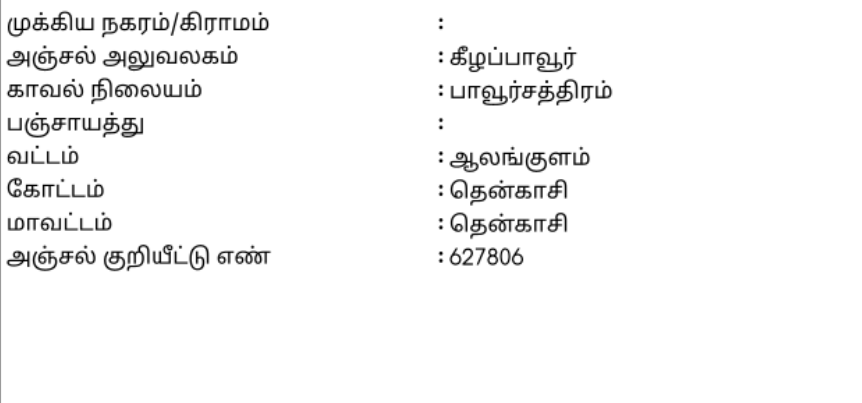 முக்கிய நகரம்/கிராமம் :
அஞ்சல் அலுவலகம் : கீழப்பாவூர்
காவல் நிலையம் : பாவூர்சத்திரம்
பஞ்சாயத்து :
வட்டம் : ஆலங்குளம்
கோட்டம் : தென்காசி
மாவட்டம் : தென்காசி
அஞ்சல் குறியீட்டு எண் : 627806